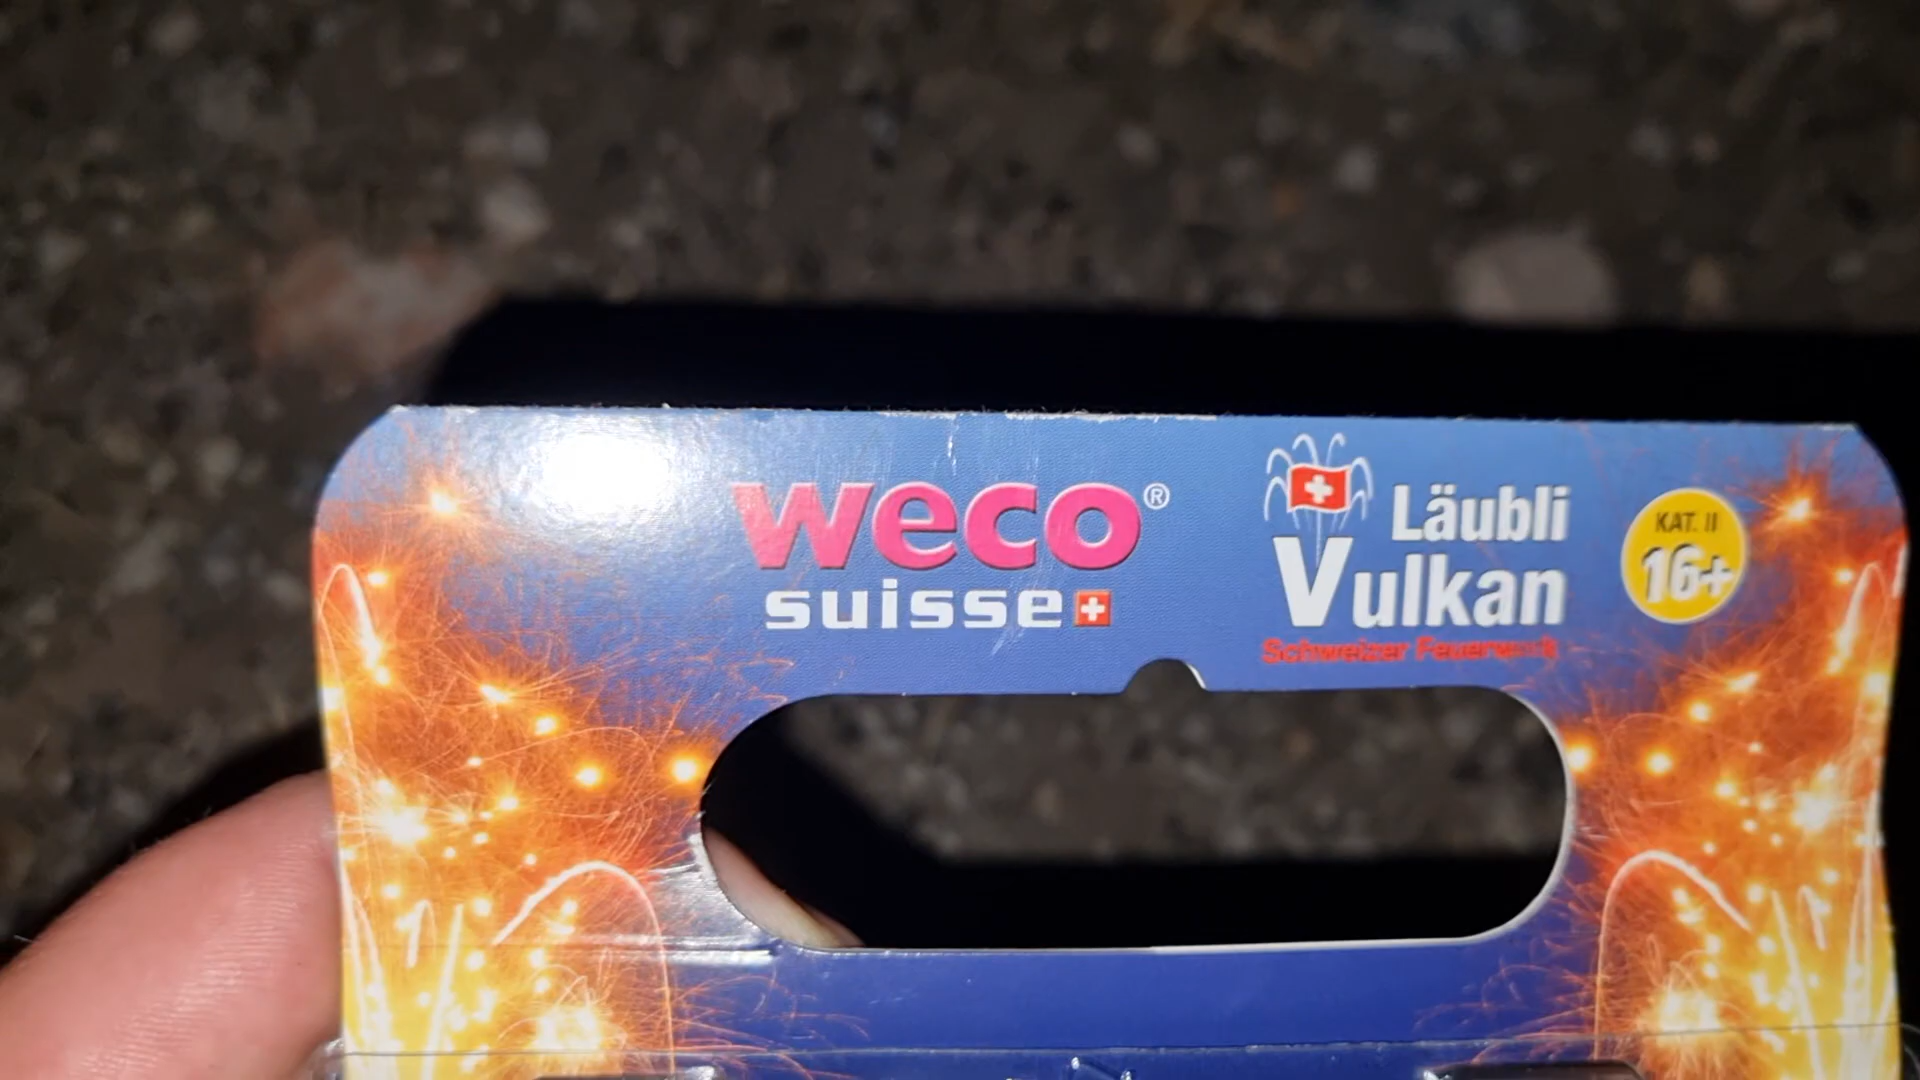 weco®
suisse
Läubli
Vulkan
Schweizer Feuerwerk
KAT. II
16+